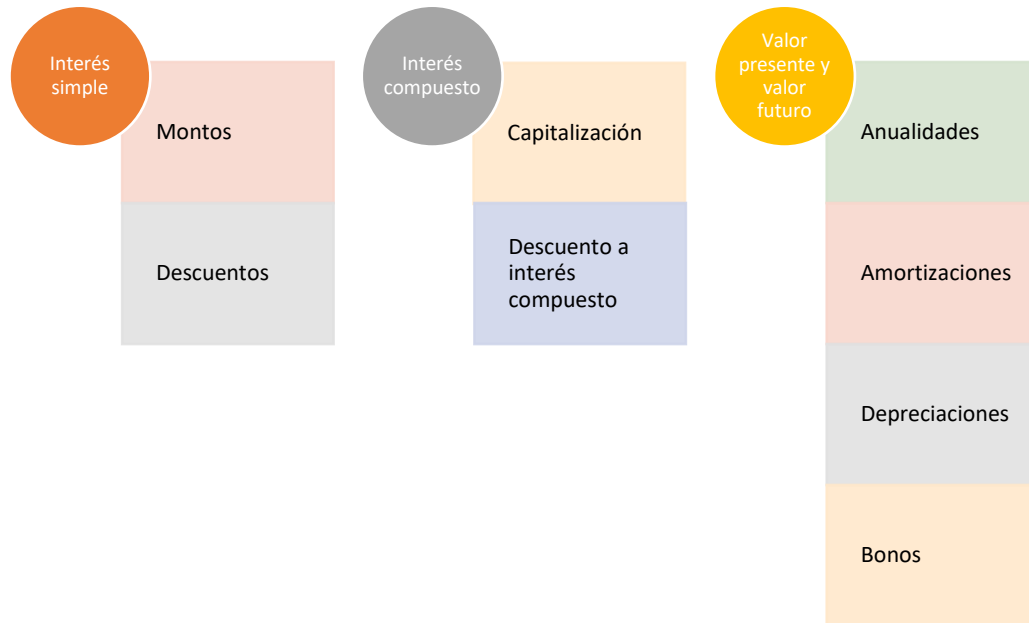 Interés
simple
Montos
Descuentos
Interés
compuesto
Capitalización
Descuento a
interés
compuesto
Valor
presente y
valor
futuro
Anualidades
Amortizaciones
Depreciaciones
Bonos